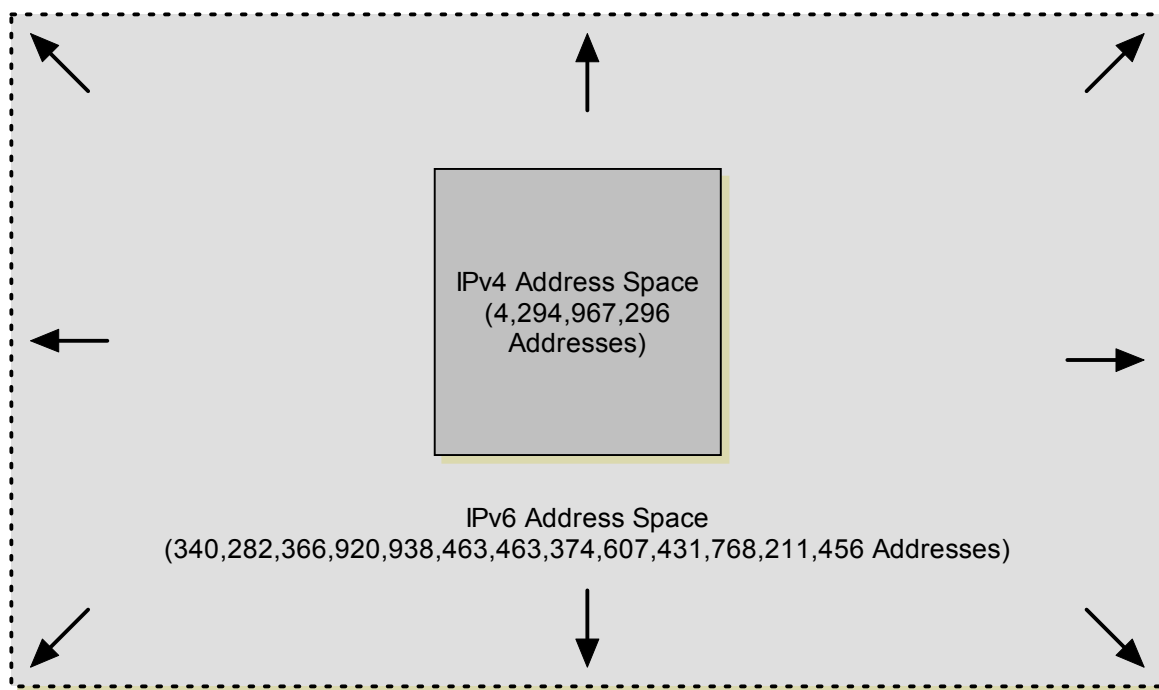 IPv4 Address Space
(4,294,967,296
Addresses)
IPv6 Address Space
(340,282,366,920,938,463,463,374,607,431,768,211,456 Addresses)